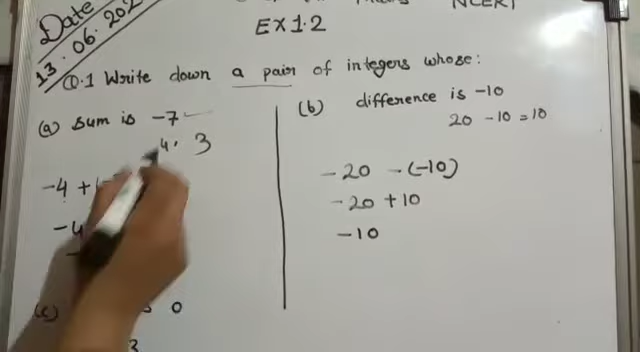 Date
13.06.202
NCERT
EX 1.2
Q.1 Write down a pair of integers whose:
(a) sum is -7
4, 3
-4 +
-4
(b) difference is -10
20 - 10 = 10
-20 - (-10)
-20 + 10
-10
(c) 0
3